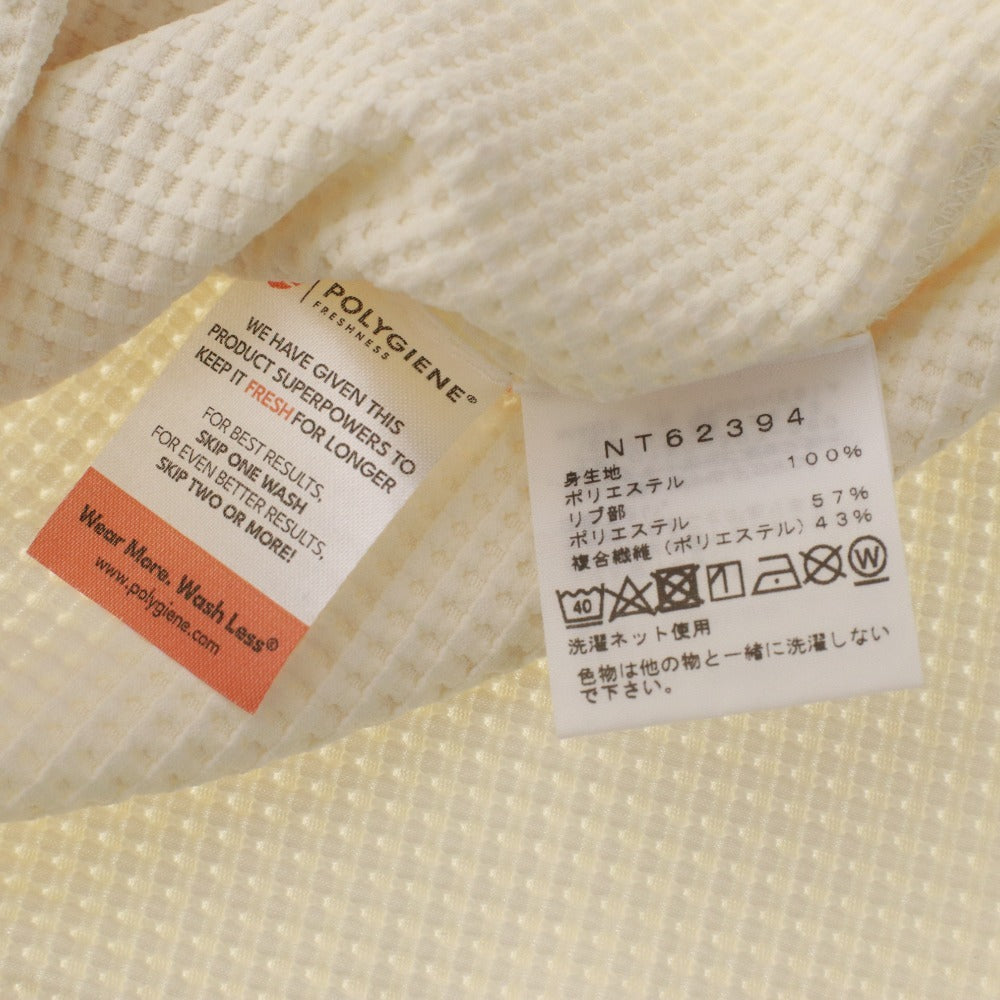 POLYGIENE®
FRESHNESS
WE HAVE GIVEN THIS
PRODUCT SUPERPOWERS TO
KEEP IT FRESH FOR LONGER
FOR BEST RESULTS,
SKIP ONE WASH
FOR EVEN BETTER RESULTS,
SKIP TWO OR MORE!
Wear More. Wash Less®
www.polygiene.com
NT62394
身生地
ポリエステル 100%
リブ部
ポリエステル 57%
複合繊維(ポリエステル)43%
40 W
洗濯ネット使用
色物は他の物と一緒に洗濯しない
で下さい。